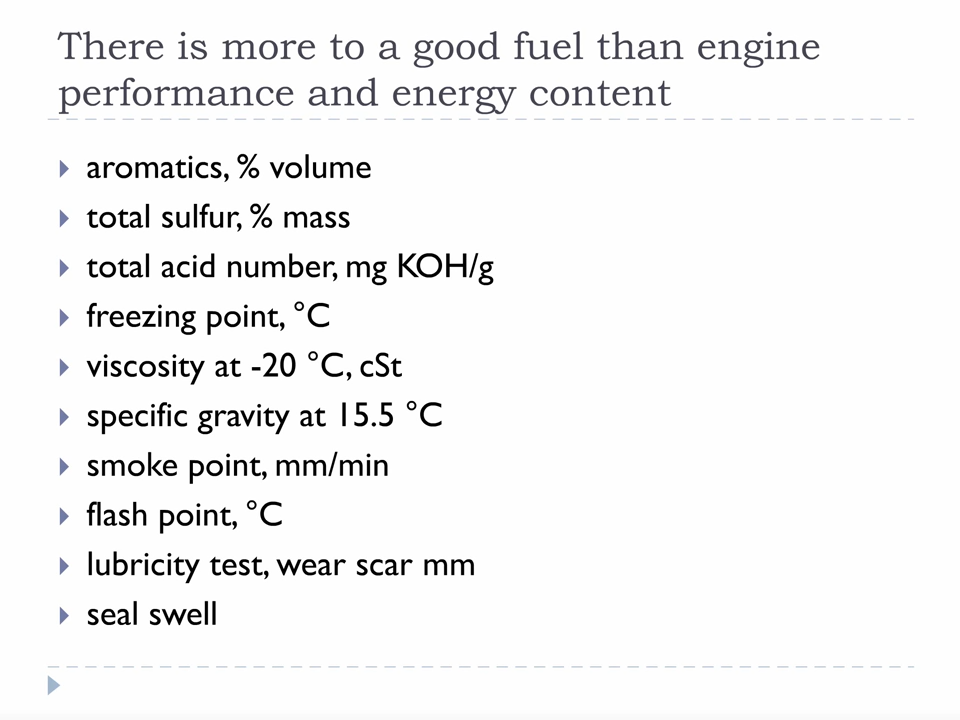 There is more to a good fuel than engine
performance and energy content
aromatics, % volume
total sulfur, % mass
total acid number, mg KOH/g
freezing point, °C
viscosity at -20 °C, cSt
specific gravity at 15.5 °C
smoke point, mm/min
flash point, °C
lubricity test, wear scar mm
seal swell